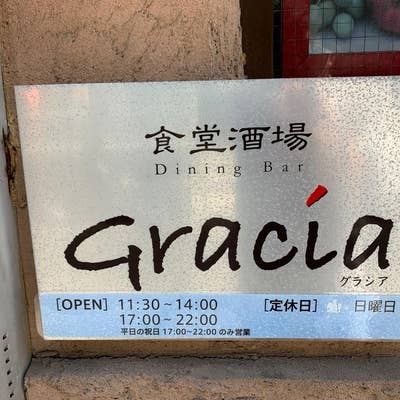 食堂酒場
Dining Bar
Gracia
グラシア
[OPEN] 11:30～14:00
17:00～22:00
平日の祝日 17:00～22:00 のみ営業
[定休日] ・日曜日